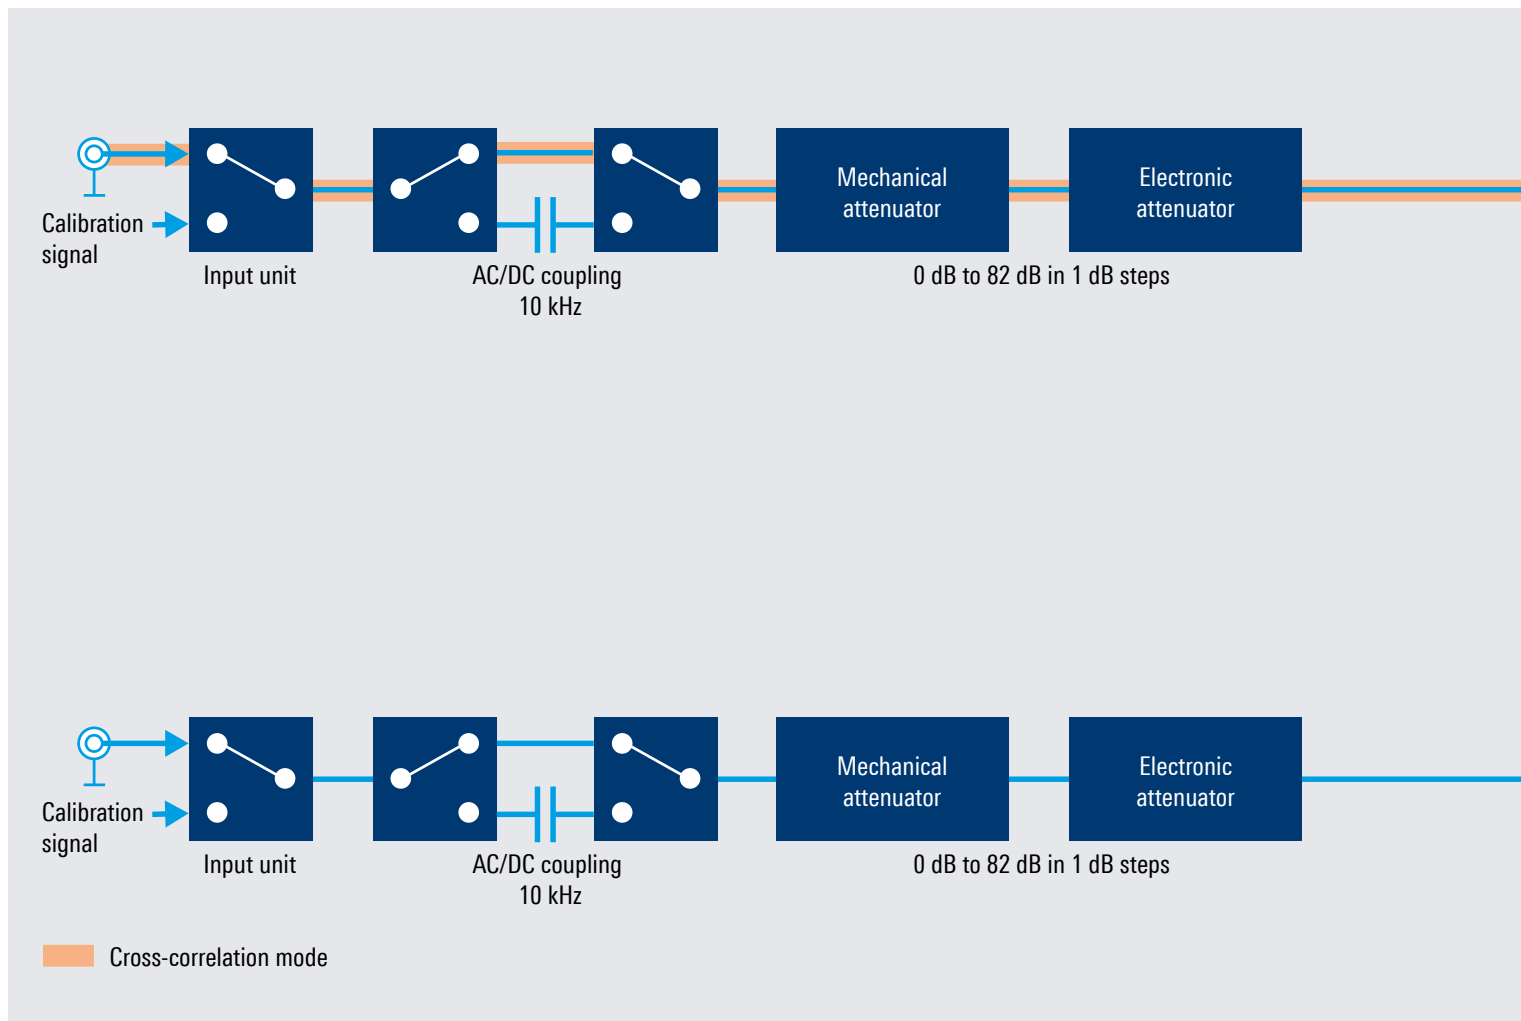 Mechanical
attenuator
Electronic
attenuator
Calibration
signal
Input unit
AC/DC coupling
10 kHz
0 dB to 82 dB in 1 dB steps
Mechanical
attenuator
Electronic
attenuator
Calibration
signal
Input unit
AC/DC coupling
10 kHz
0 dB to 82 dB in 1 dB steps
Cross-correlation mode